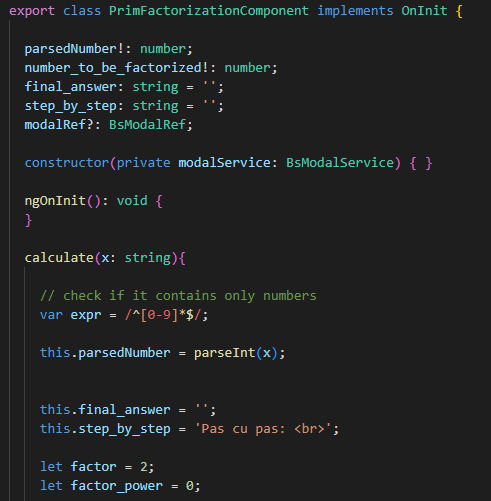 export class PrimFactorizationComponent implements OnInit {
parsedNumber!: number;
number_to_be_factorized!: number;
final_answer: string = '';
step_by_step: string = '';
modalRef?: BsModalRef;
constructor(private modalService: BsModalService) { }
ngOnInit(): void {
}
calculate(x: string){
// check if it contains only numbers
var expr = /^[0-9]*$/;
this.parsedNumber = parseInt(x);
this.final_answer = '';
this.step_by_step = 'Pas cu pas: <br>';
let factor = 2;
let factor_power = 0;